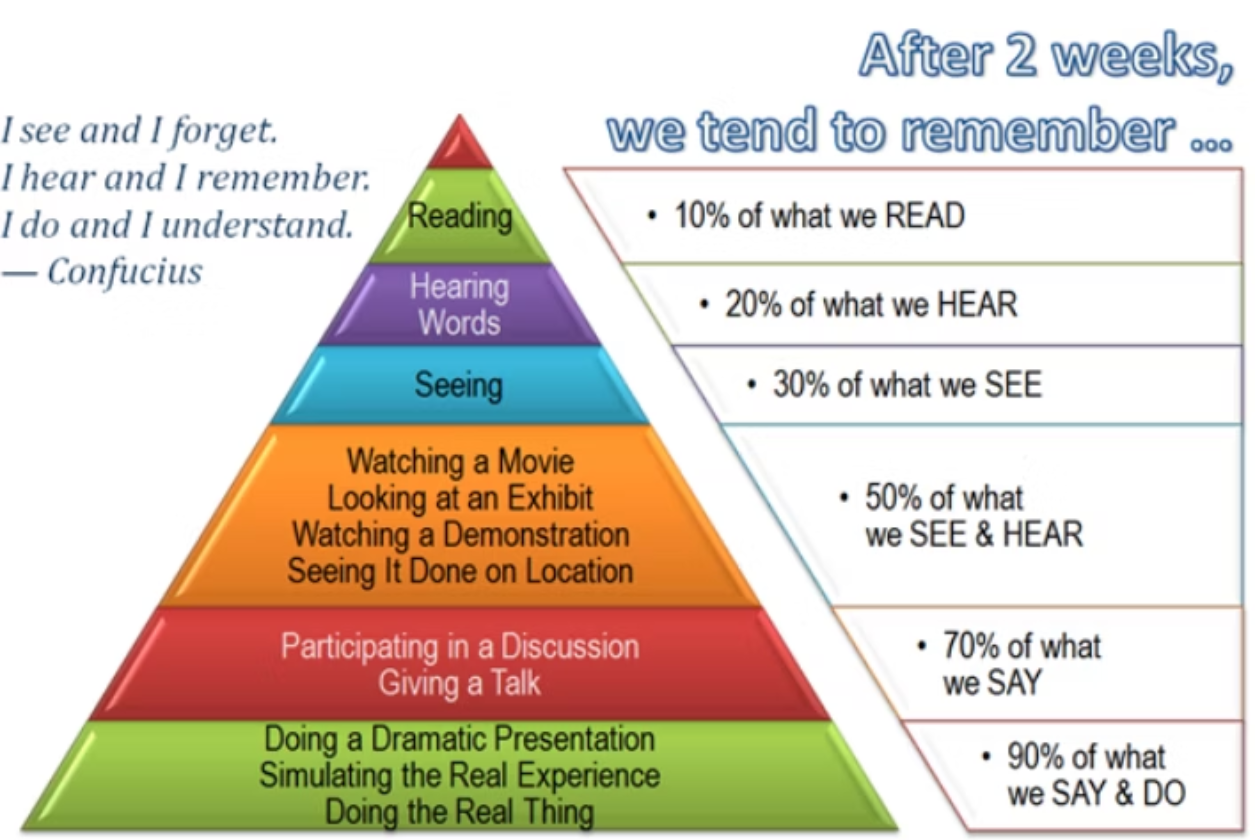 After 2 weeks,
we tend to remember ...
I see and I forget.
I hear and I remember.
I do and I understand.
— Confucius
Reading
• 10% of what we READ
Hearing
Words
• 20% of what we HEAR
Seeing
• 30% of what we SEE
Watching a Movie
Looking at an Exhibit
Watching a Demonstration
Seeing It Done on Location
• 50% of what
we SEE & HEAR
Participating in a Discussion
Giving a Talk
• 70% of what
we SAY
Doing a Dramatic Presentation
Simulating the Real Experience
Doing the Real Thing
• 90% of what
we SAY & DO